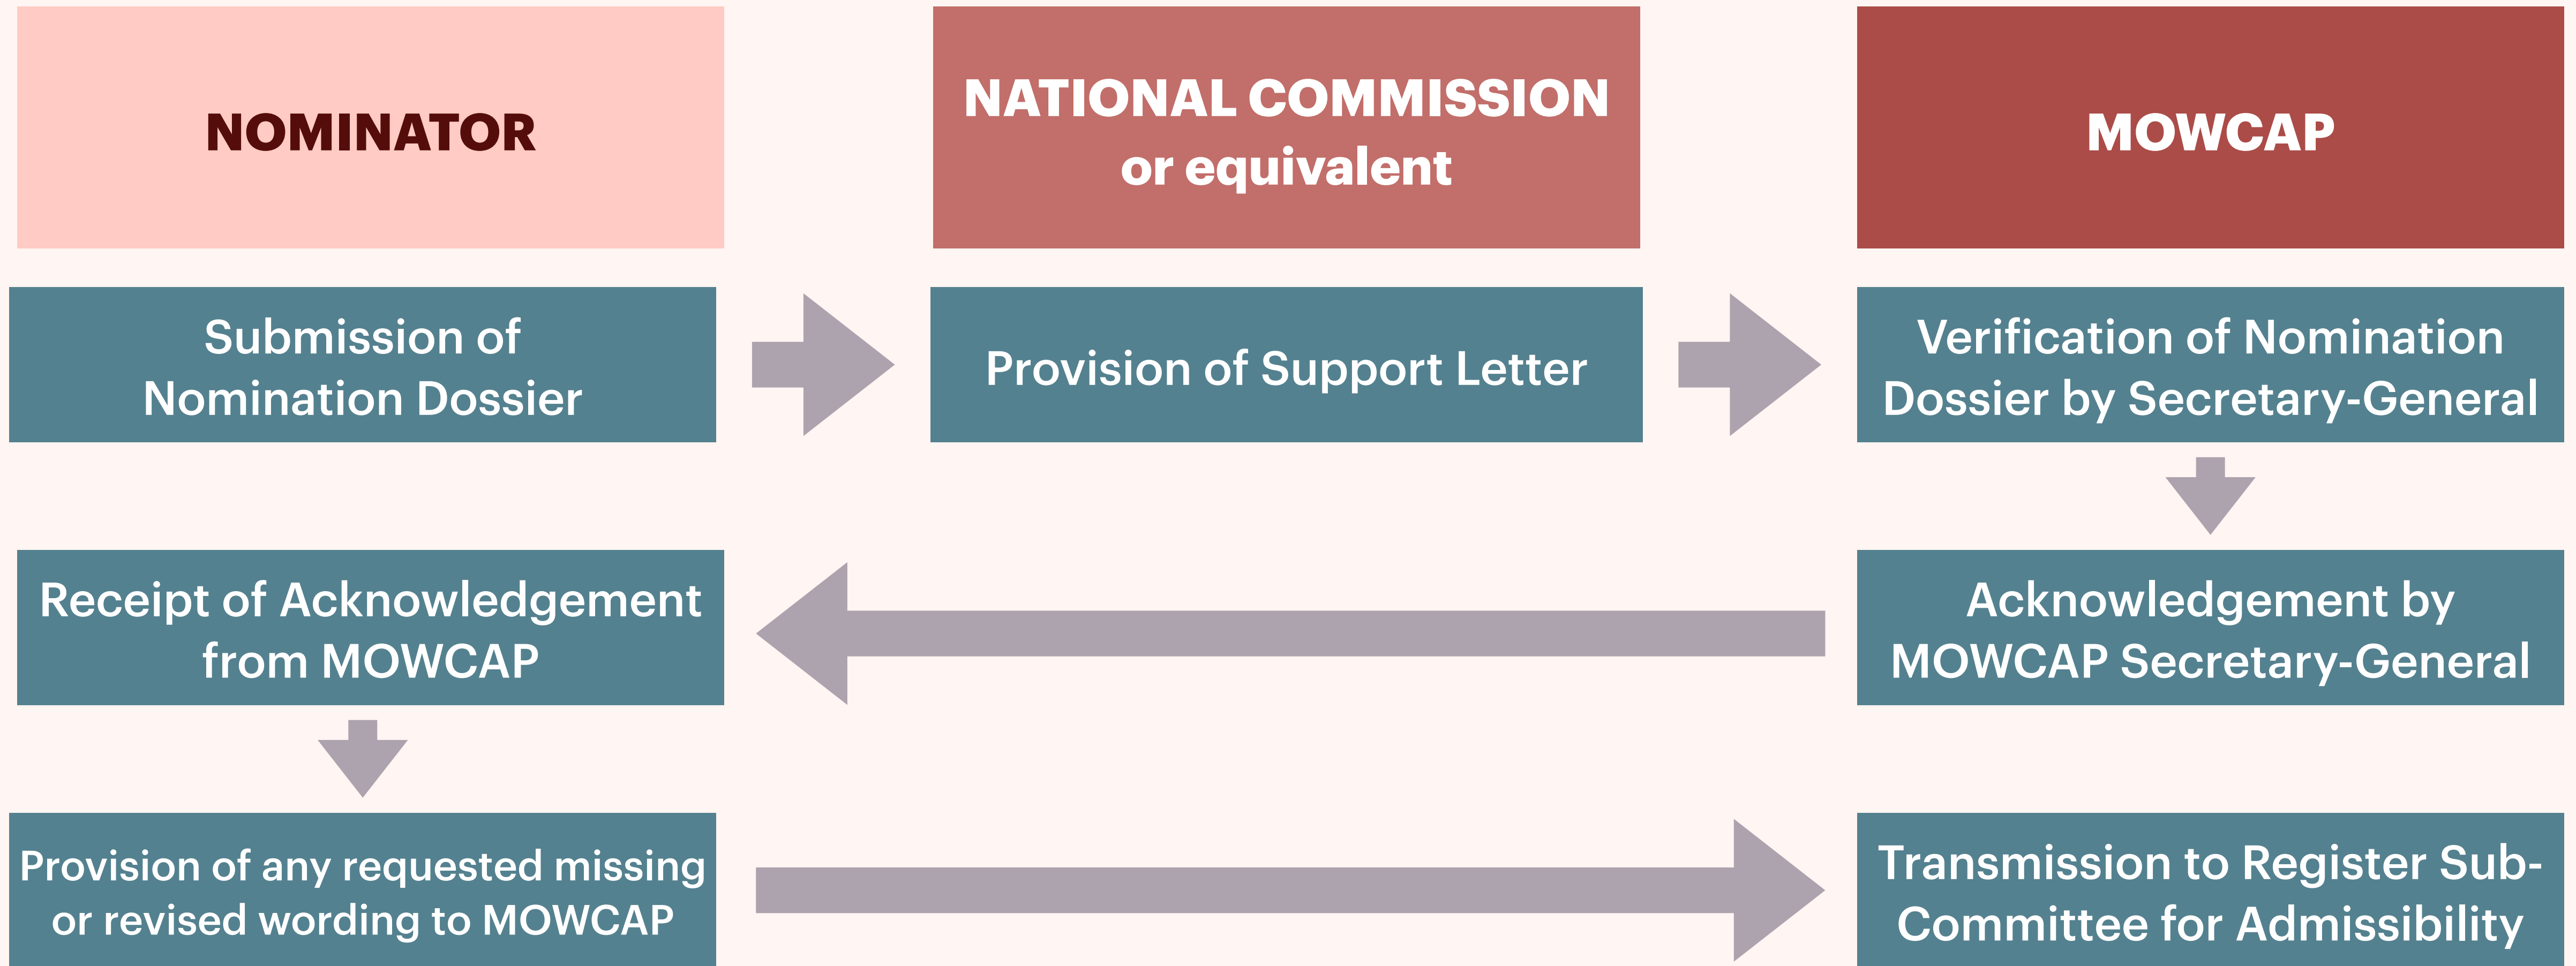 NOMINATOR
NATIONAL COMMISSION
or equivalent
MOWCAP
Submission of
Nomination Dossier
Provision of Support Letter
Verification of Nomination
Dossier by Secretary-General
Receipt of Acknowledgement
from MOWCAP
Acknowledgement by
MOWCAP Secretary-General
Provision of any requested missing
or revised wording to MOWCAP
Transmission to Register Sub-
Committee for Admissibility